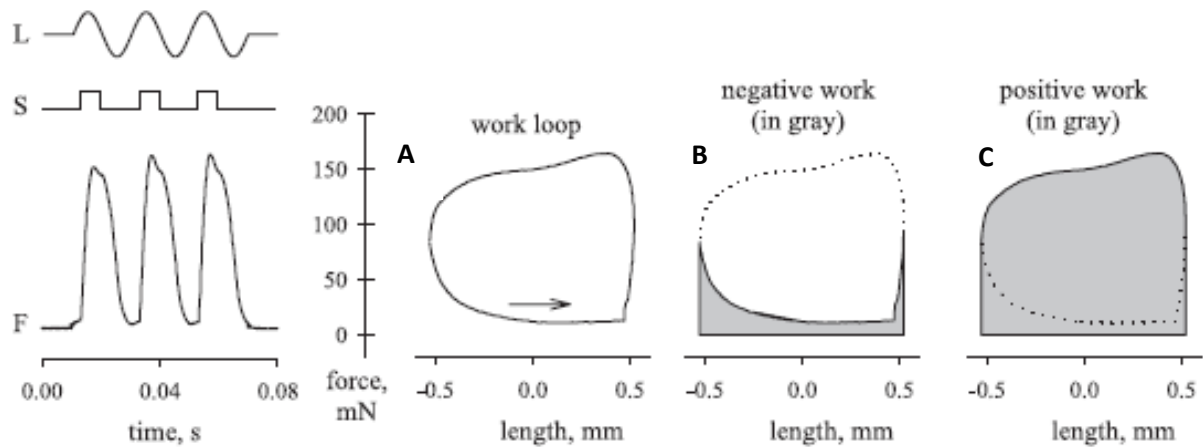 L
S
F
0.00 0.04 0.08
time, s
200
150
100
50
0
force,
mN
A
work loop
−0.5 0.0 0.5
length, mm
B
negative work
(in gray)
−0.5 0.0 0.5
length, mm
C
positive work
(in gray)
−0.5 0.0 0.5
length, mm